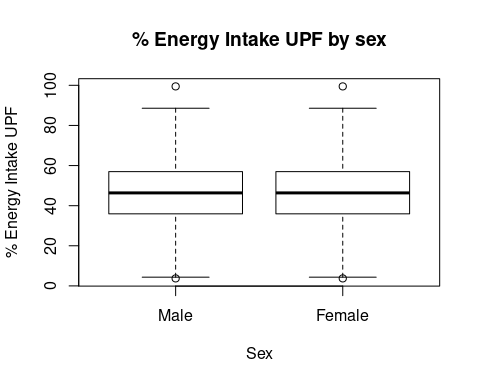 % Energy Intake UPF by sex
% Energy Intake UPF
100
80
60
40
20
0
Male Female
Sex